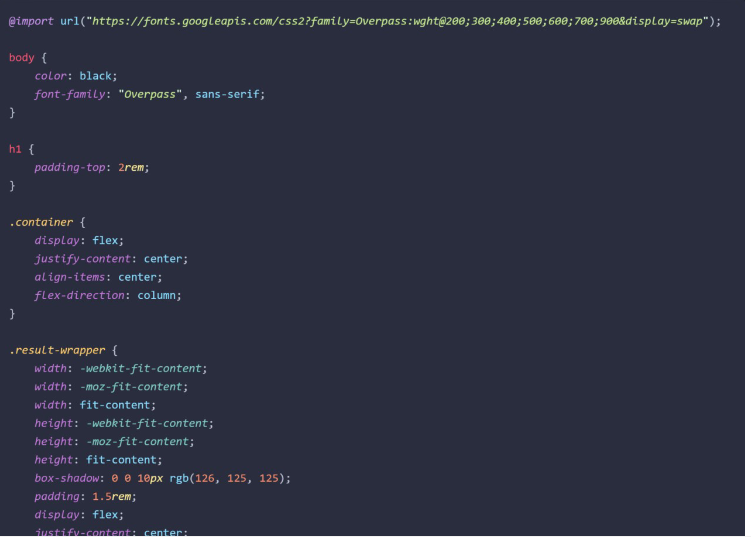 @import url("https://fonts.googleapis.com/css2?family=Overpass:wght@200;300;400;500;600;700;900&display=swap");
body {
color: black;
font-family: "Overpass", sans-serif;
}
h1 {
padding-top: 2rem;
}
.container {
display: flex;
justify-content: center;
align-items: center;
flex-direction: column;
}
.result-wrapper {
width: -webkit-fit-content;
width: -moz-fit-content;
width: fit-content;
height: -webkit-fit-content;
height: -moz-fit-content;
height: fit-content;
box-shadow: 0 0 10px rgb(126, 125, 125);
padding: 1.5rem;
display: flex;
justify-content: center;